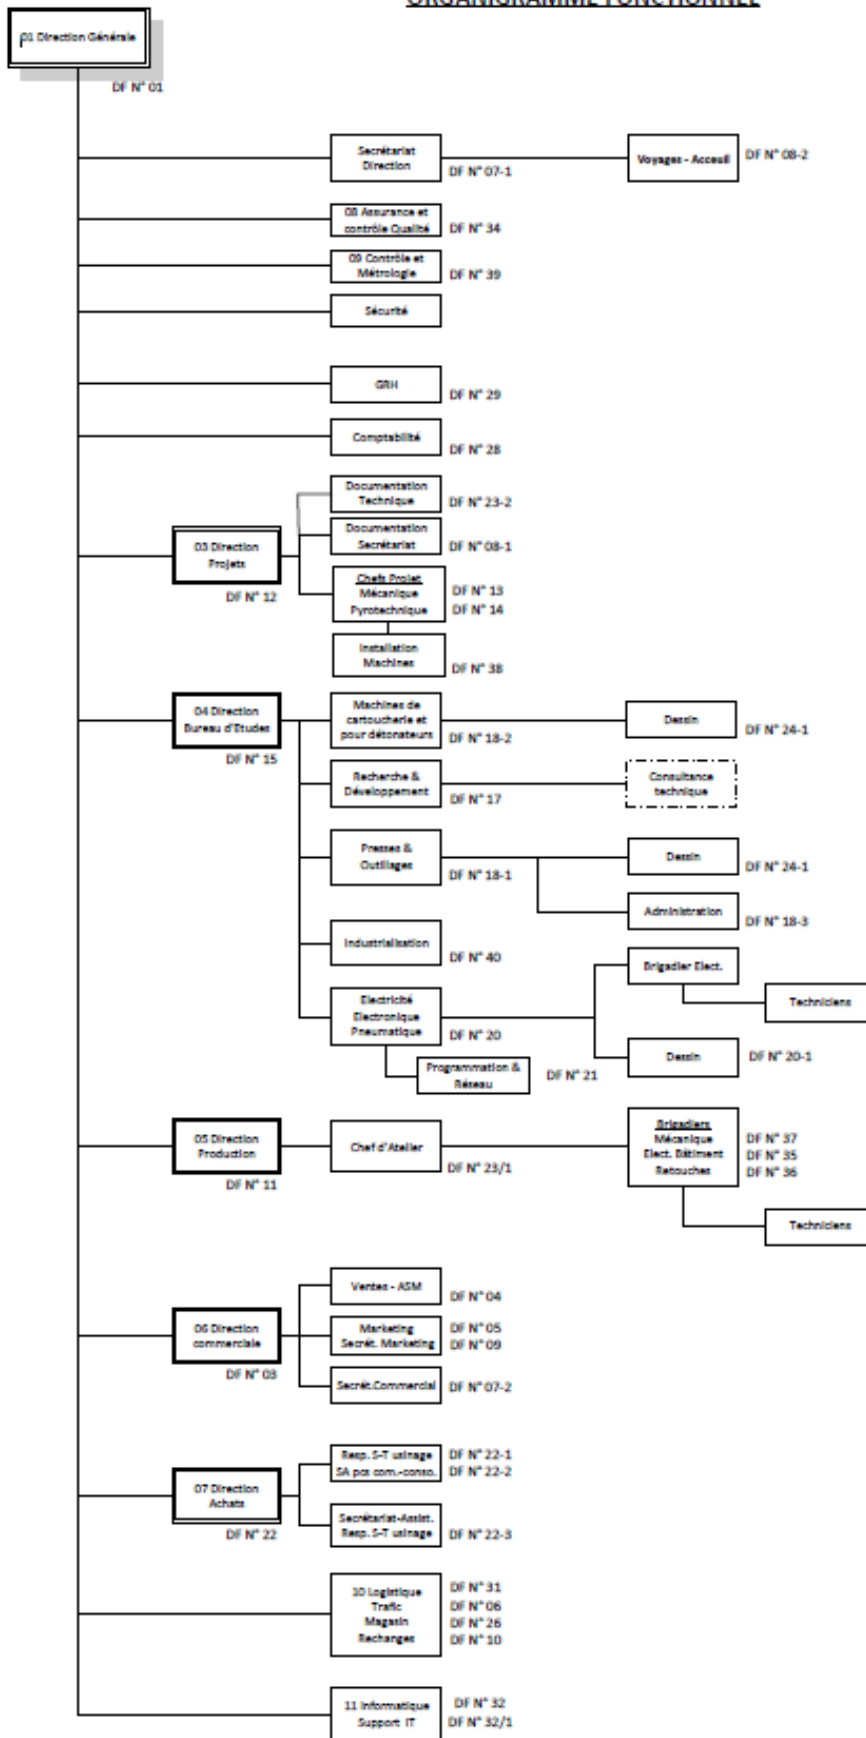 ORGANIGRAMME FONCTIONNEL
01 Direction Générale
DF N° 01
Secrétariat
Direction
DF N° 07-1
Voyages - Acceuil
DF N° 08-2
08 Assurance et
contrôle Qualité
DF N° 34
09 Contrôle et
Métrologie
DF N° 39
Sécurité
GRH
DF N° 29
Comptabilité
DF N° 28
03 Direction
Projets
DF N° 12
Documentation
Technique
DF N° 23-2
Documentation
Secrétariat
DF N° 08-1
Chefs Projet
Mécanique
Pyrotechnique
DF N° 13
DF N° 14
Installation
Machines
DF N° 38
04 Direction
Bureau d'Etudes
DF N° 15
Machines de
cartoucherie et
pour détonateurs
DF N° 18-2
Dessin
DF N° 24-1
Recherche &
Développement
DF N° 17
Consultance
technique
Presses &
Outillages
DF N° 18-1
Dessin
DF N° 24-1
Administration
DF N° 18-3
Industrialisation
DF N° 40
Electricité
Electronique
Pneumatique
DF N° 20
Brigadier Elect.
Techniciens
Dessin
DF N° 20-1
Programmation &
Réseau
DF N° 21
05 Direction
Production
DF N° 11
Chef d'Atelier
DF N° 23/1
Brigadiers
Mécanique
Elect. Bâtiment
Retouches
DF N° 37
DF N° 35
DF N° 36
Techniciens
06 Direction
commerciale
DF N° 03
Ventes - ASM
DF N° 04
Marketing
Secrét. Marketing
DF N° 05
DF N° 09
Secrét.Commercial
DF N° 07-2
07 Direction
Achats
DF N° 22
Resp. S-T usinage
SA pcs com.-conso.
DF N° 22-1
DF N° 22-2
Secrétariat-Assist.
Resp. S-T usinage
DF N° 22-3
10 Logistique
Trafic
Magasin
Rechanges
DF N° 31
DF N° 06
DF N° 26
DF N° 10
11 Informatique
Support IT
DF N° 32
DF N° 32/1